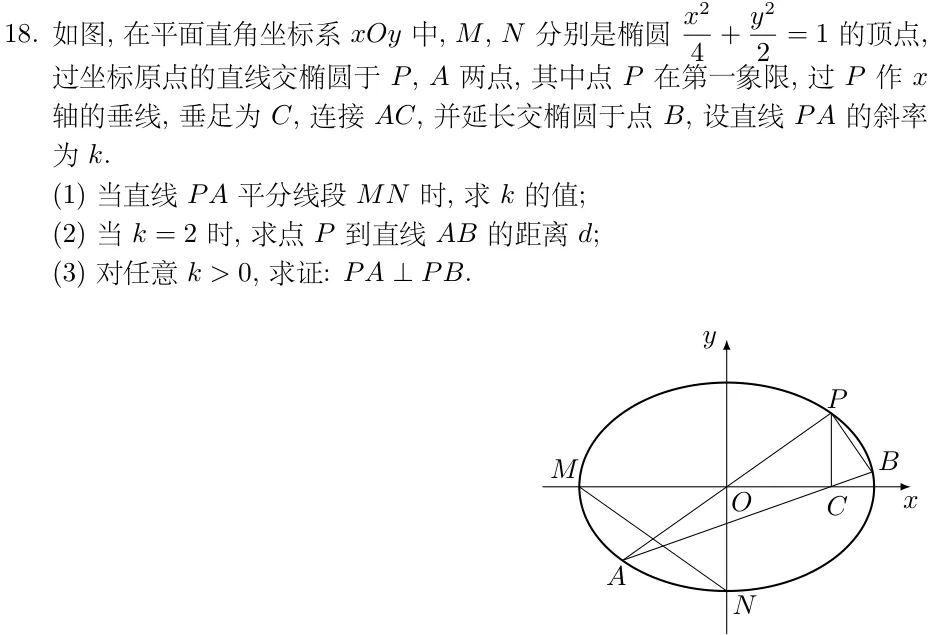 18. 如图, 在平面直角坐标系 xOy 中, M, N 分别是椭圆 x²/4 + y²/2 = 1 的顶点,
过坐标原点的直线交椭圆于 P, A 两点, 其中点 P 在第一象限, 过 P 作 x
轴的垂线, 垂足为 C, 连接 AC, 并延长交椭圆于点 B, 设直线 PA 的斜率
为 k.
(1) 当直线 PA 平分线段 MN 时, 求 k 的值;
(2) 当 k = 2 时, 求点 P 到直线 AB 的距离 d;
(3) 对任意 k > 0, 求证: PA ⊥ PB.
y
P
M
B
O
C
x
A
N